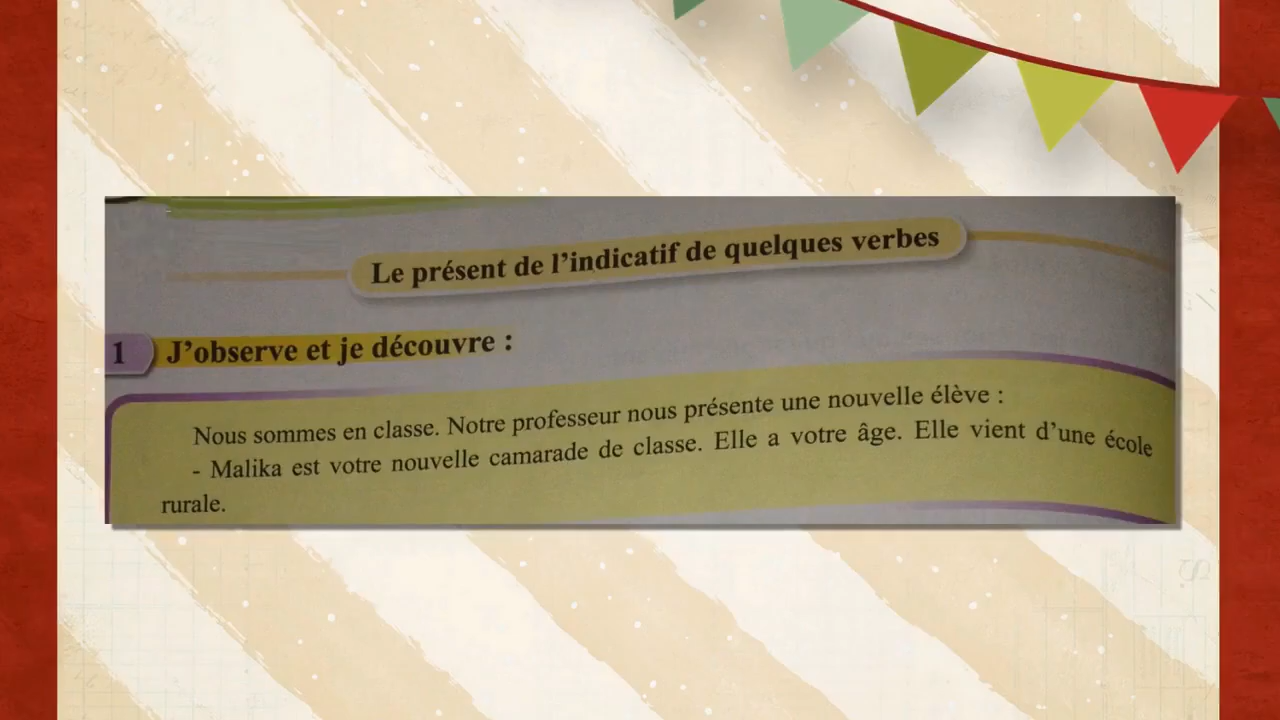 Le présent de l'indicatif de quelques verbes
1 J'observe et je découvre :
Nous sommes en classe. Notre professeur nous présente une nouvelle élève :
- Malika est votre nouvelle camarade de classe. Elle a votre âge. Elle vient d'une école
rurale.